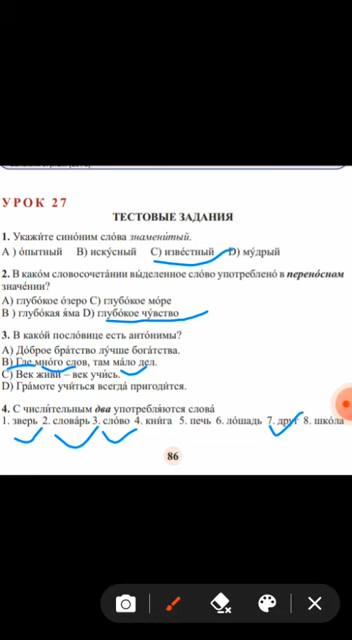 УРОК 27
ТЕСТОВЫЕ ЗАДАНИЯ
1. Укажи́те сино́ним сло́ва знамени́тый.
А ) о́пытный В) иску́сный С) изве́стный D) му́дрый
2. В како́м словосочета́нии вы́деленное сло́во употреблено́ в перено́сном
значе́нии?
А) глубо́кое о́зеро С) глубо́кое мо́ре
В ) глубо́кая я́ма D) глубо́кое чу́вство
3. В како́й посло́вице есть анто́нимы?
А) До́брое бра́тство лу́чше бога́тства.
В) Где мно́го слов, там ма́ло дел.
С) Век живи́ – век учи́сь.
D) Гра́моте учи́ться всегда́ пригоди́тся.
4. С числи́тельным два употребля́ются слова́
1. зверь 2. слова́рь 3. сло́во 4. кни́га 5. печь 6. ло́шадь 7. друг 8. шко́ла
86